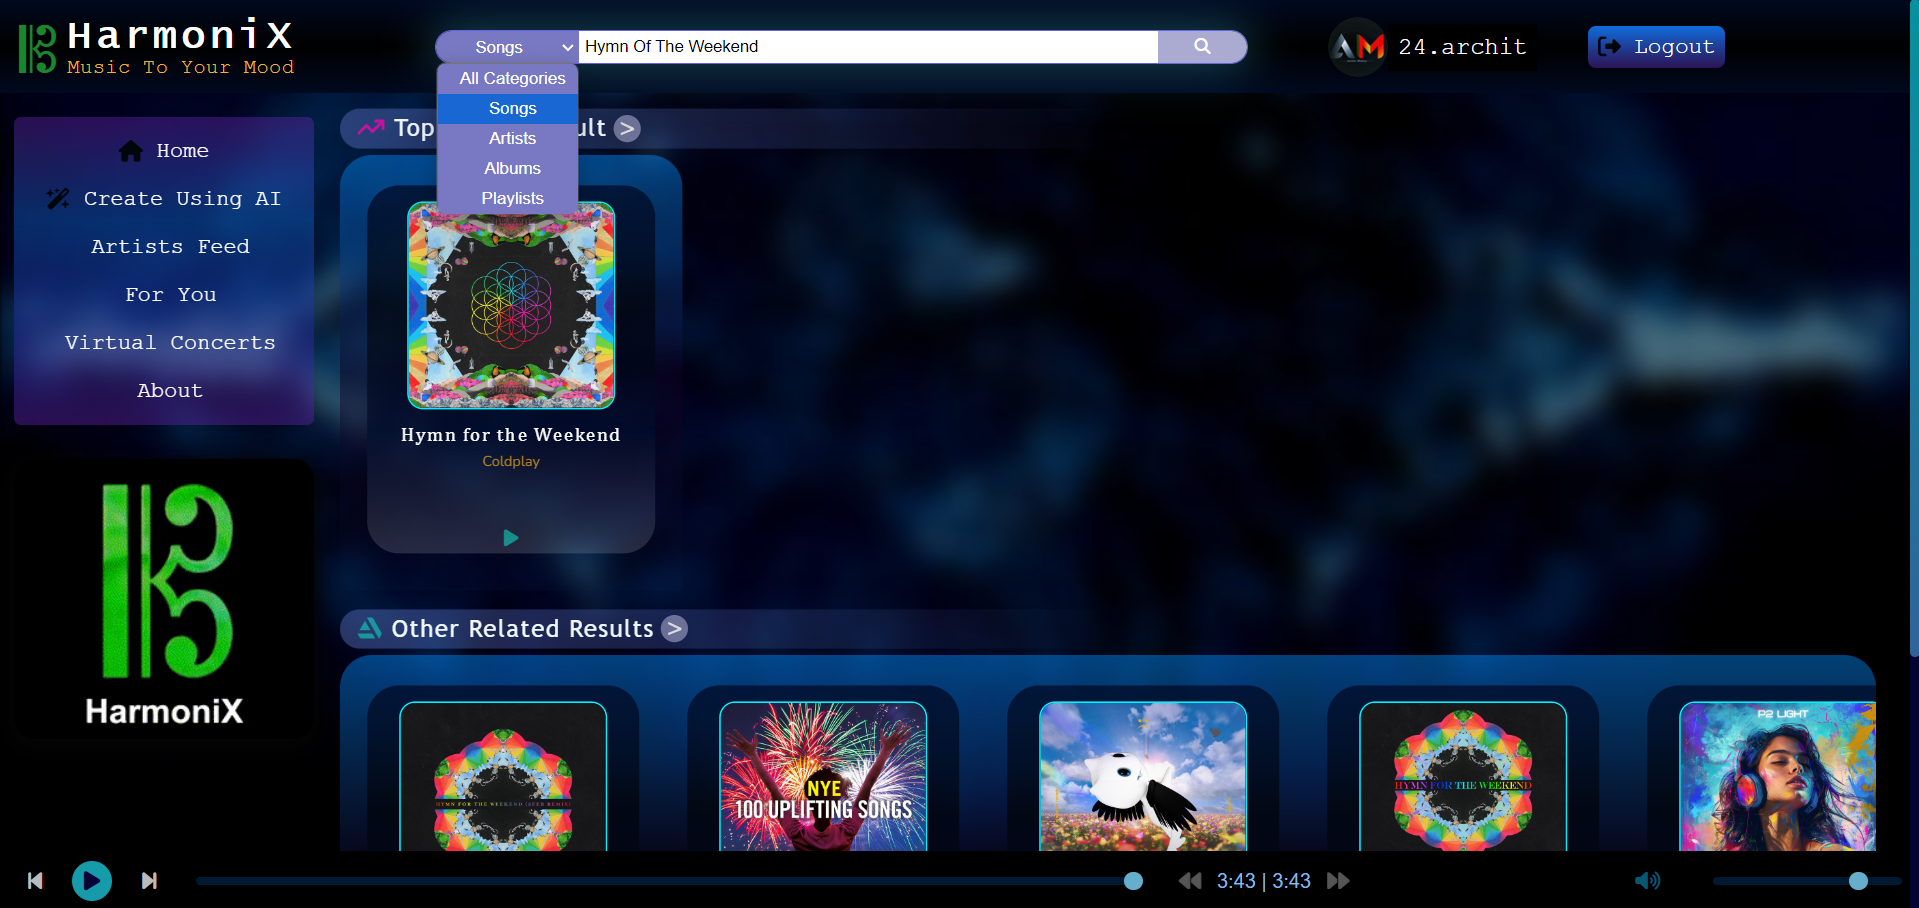 HarmoniX
Music To Your Mood
Songs
Hymn Of The Weekend
AM
24.archit
Logout
All Categories
Songs
Artists
Albums
Playlists
Home
Create Using AI
Artists Feed
For You
Virtual Concerts
About
HarmoniX
Top
ult >
Hymn for the Weekend
Coldplay
Other Related Results >
HYMN FOR THE WEEKEND (SEEB REMIX)
NYE
100 UPLIFTING SONGS
HYMN FOR THE WEEKEND
P2 LIGHT
3:43 | 3:43